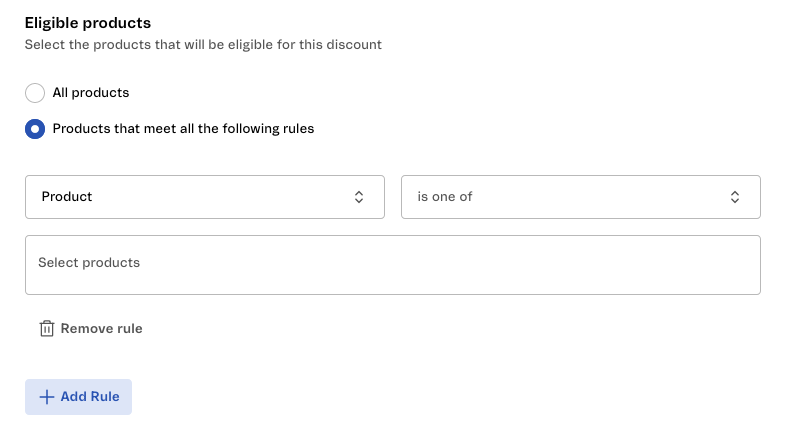 Eligible products
Select the products that will be eligible for this discount
All products
Products that meet all the following rules
Product
is one of
Select products
Remove rule
Add Rule